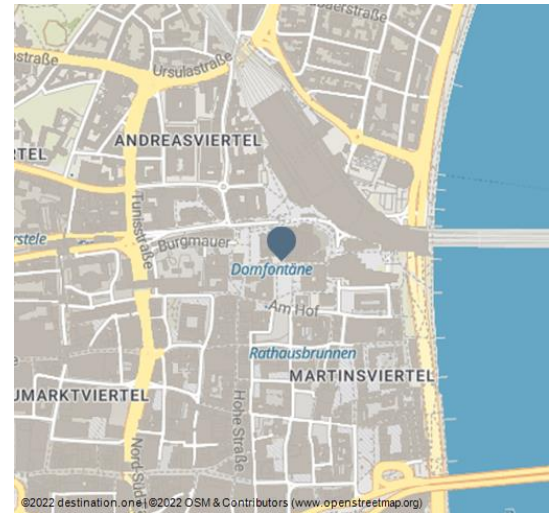 Ursulastraße
ostraße
ANDREASVIERTEL
RTEL
Tunisstraße
Burgmauer
rstele
Domfontäne
Am Hof
Rathausbrunnen
MARTINSVIERTEL
UMARKTVIERTEL
Hohe Straße
Nord-Süd
©2022 destination.one | ©2022 OSM & Contributors (www.openstreetmap.org)